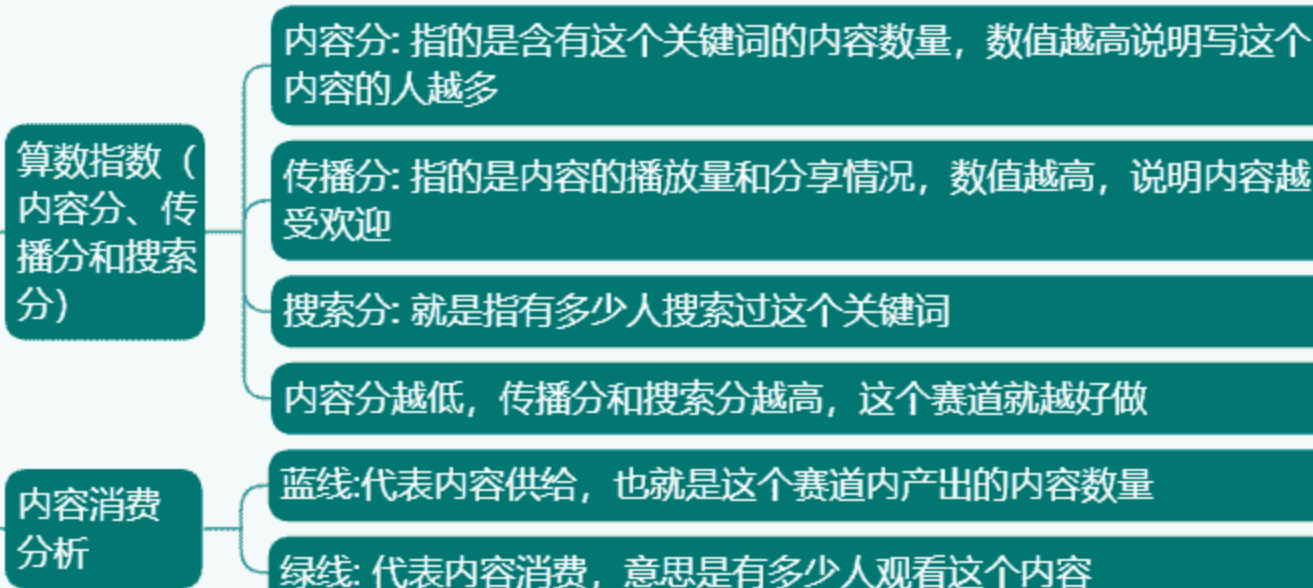 算数指数（
内容分、传
播分和搜索
分）
内容分: 指的是含有这个关键词的内容数量，数值越高说明写这个
内容的人越多
传播分: 指的是内容的播放量和分享情况，数值越高，说明内容越
受欢迎
搜索分: 就是指有多少人搜索过这个关键词
内容分越低，传播分和搜索分越高，这个赛道就越好做
内容消费
分析
蓝线:代表内容供给，也就是这个赛道内产出的内容数量
绿线: 代表内容消费，意思是有多少人观看这个内容